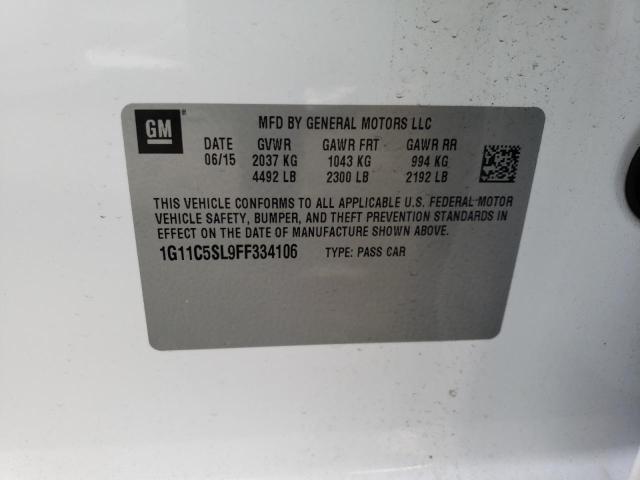 GM
MFD BY GENERAL MOTORS LLC
DATE GVWR GAWR FRT GAWR RR
06/15 2037 KG 1043 KG 994 KG
4492 LB 2300 LB 2192 LB
THIS VEHICLE CONFORMS TO ALL APPLICABLE U.S. FEDERAL MOTOR
VEHICLE SAFETY, BUMPER, AND THEFT PREVENTION STANDARDS IN
EFFECT ON THE DATE OF MANUFACTURE SHOWN ABOVE.
1G11C5SL9FF334106 TYPE: PASS CAR